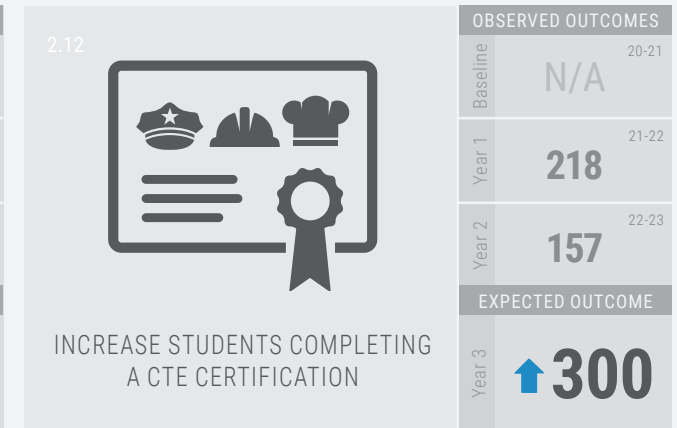 2.12
INCREASE STUDENTS COMPLETING
A CTE CERTIFICATION
OBSERVED OUTCOMES
Baseline
20-21
N/A
Year 1
21-22
218
Year 2
22-23
157
EXPECTED OUTCOME
Year 3
300